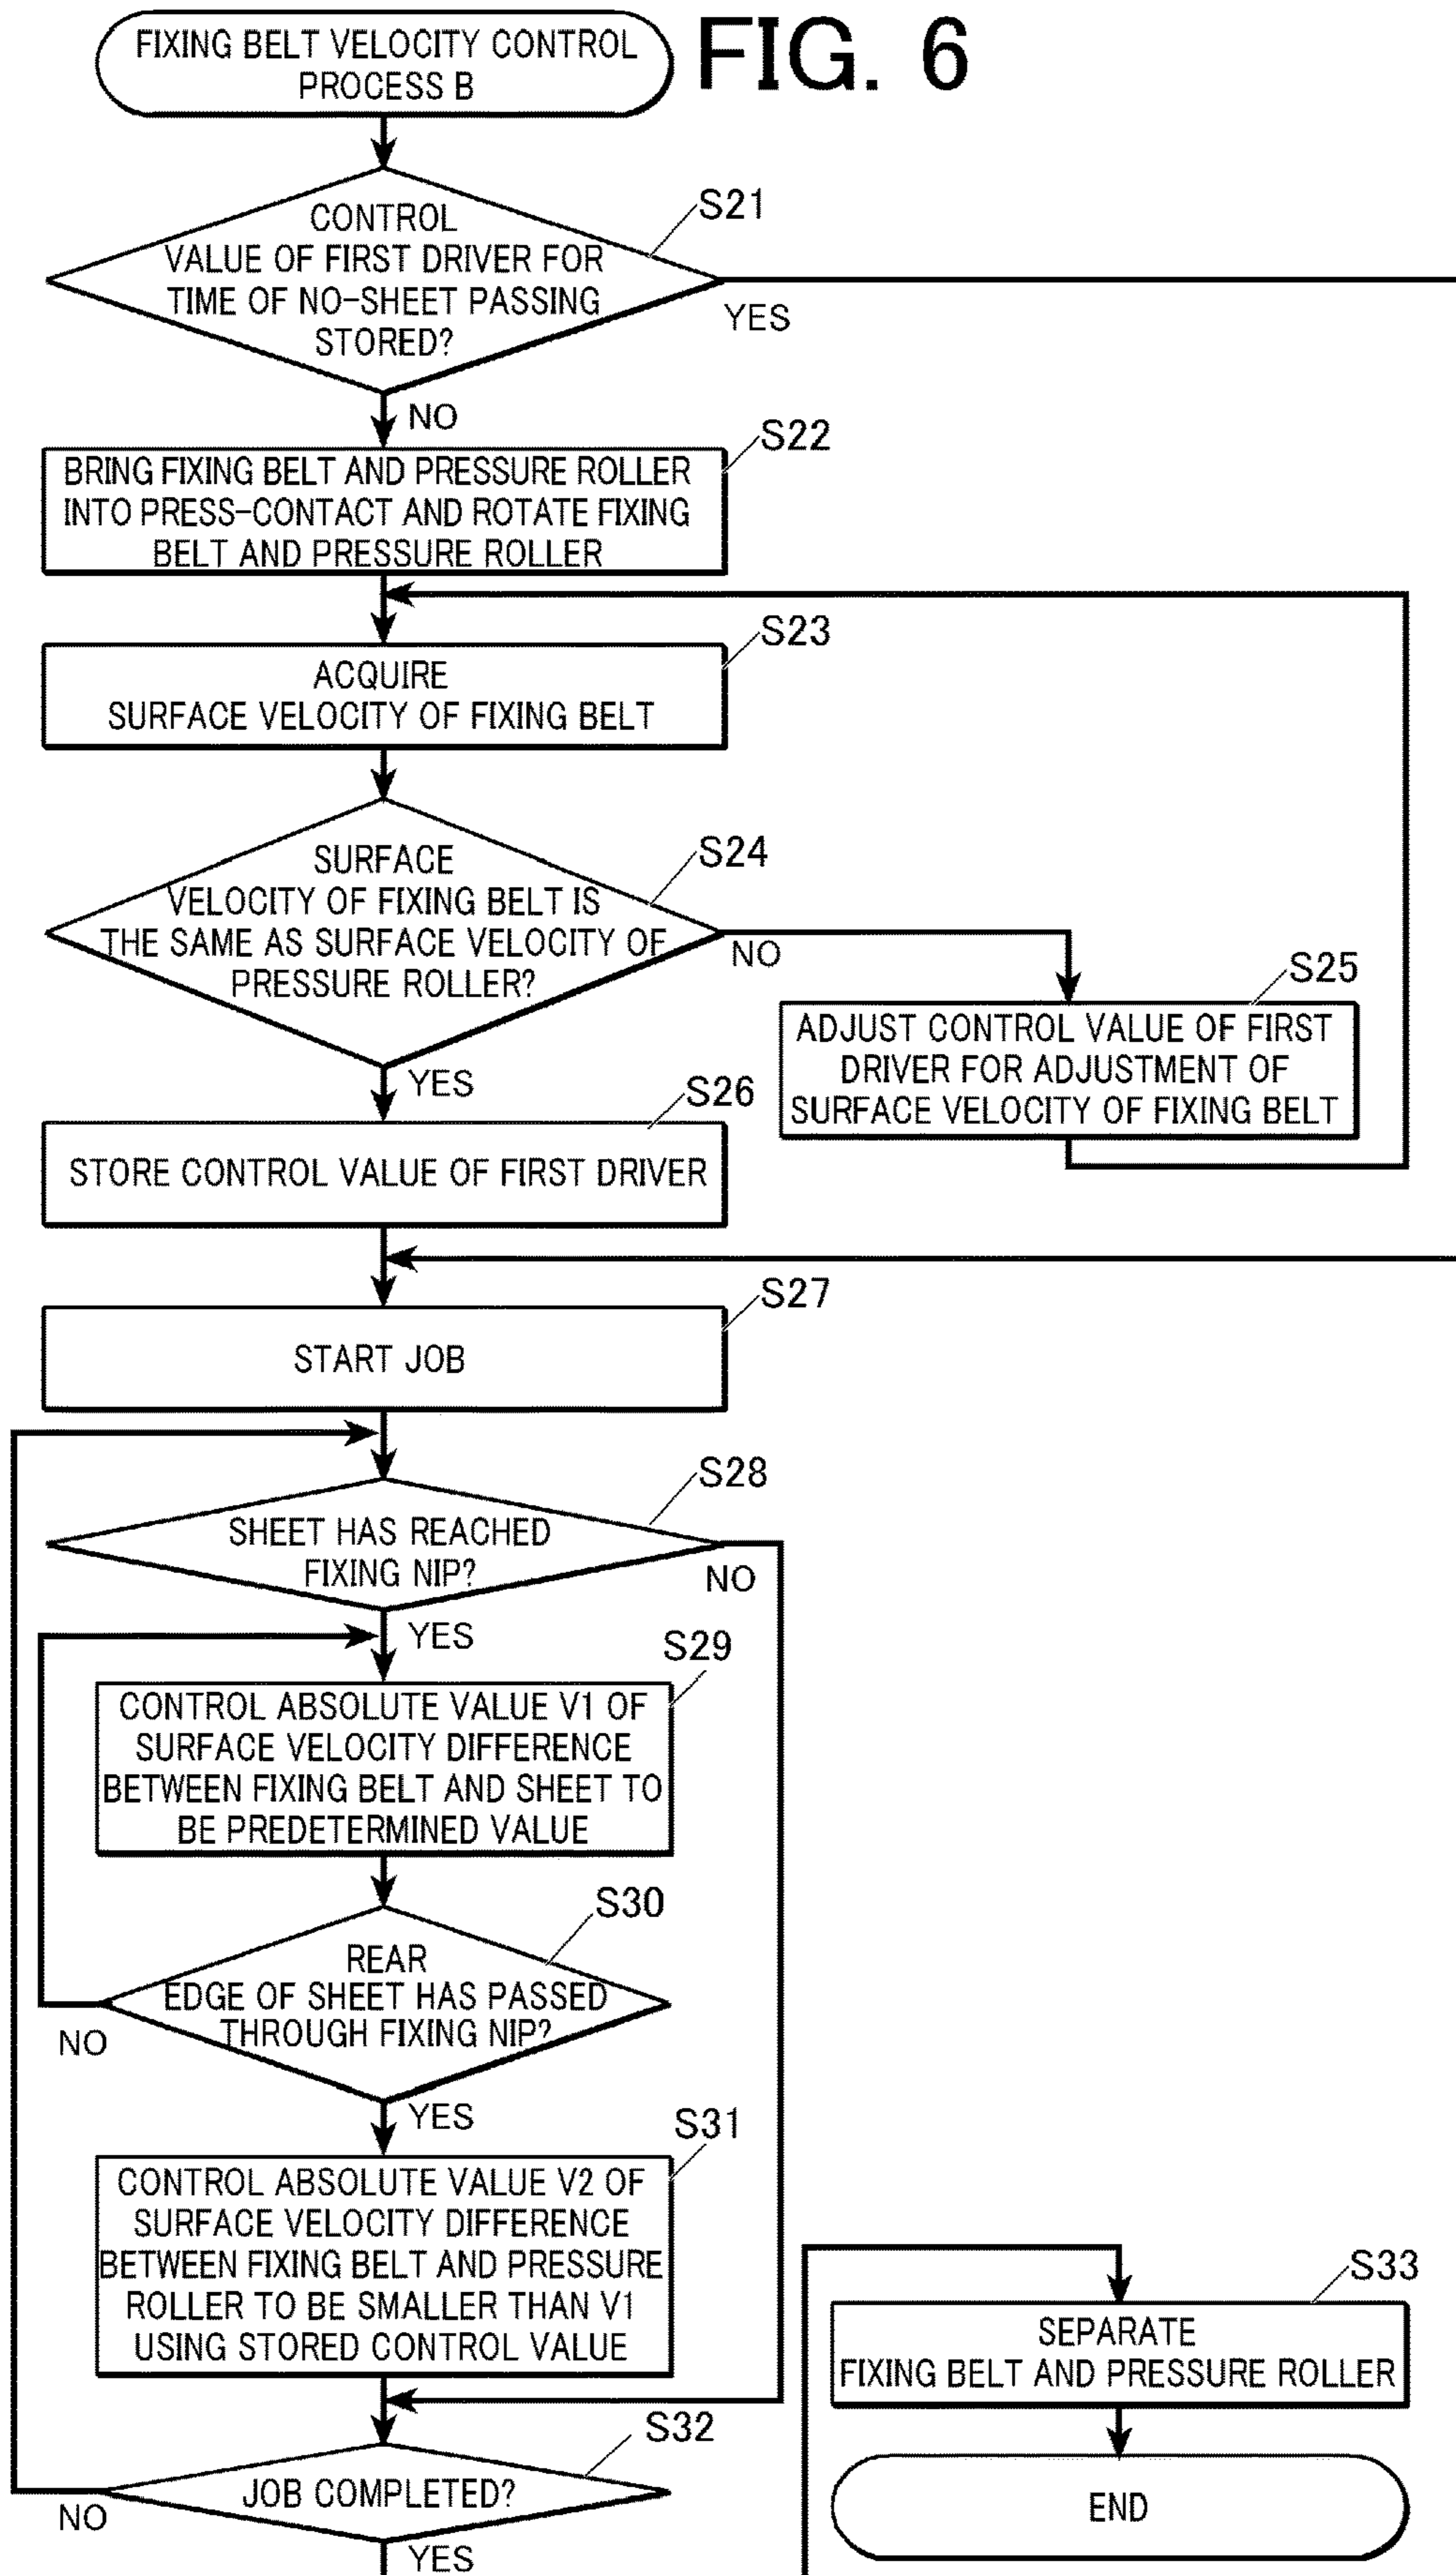 FIG. 6
FIXING BELT VELOCITY CONTROL
PROCESS B
S21
CONTROL
VALUE OF FIRST DRIVER FOR
TIME OF NO-SHEET PASSING
STORED?
YES
NO
S22
BRING FIXING BELT AND PRESSURE ROLLER
INTO PRESS-CONTACT AND ROTATE FIXING
BELT AND PRESSURE ROLLER
S23
ACQUIRE
SURFACE VELOCITY OF FIXING BELT
S24
SURFACE
VELOCITY OF FIXING BELT IS
THE SAME AS SURFACE VELOCITY OF
PRESSURE ROLLER?
NO
S25
ADJUST CONTROL VALUE OF FIRST
DRIVER FOR ADJUSTMENT OF
SURFACE VELOCITY OF FIXING BELT
YES
S26
STORE CONTROL VALUE OF FIRST DRIVER
S27
START JOB
S28
SHEET HAS REACHED
FIXING NIP?
NO
YES
S29
CONTROL ABSOLUTE VALUE V1 OF
SURFACE VELOCITY DIFFERENCE
BETWEEN FIXING BELT AND SHEET TO
BE PREDETERMINED VALUE
S30
REAR
EDGE OF SHEET HAS PASSED
THROUGH FIXING NIP?
NO
YES
S31
CONTROL ABSOLUTE VALUE V2 OF
SURFACE VELOCITY DIFFERENCE
BETWEEN FIXING BELT AND PRESSURE
ROLLER TO BE SMALLER THAN V1
USING STORED CONTROL VALUE
S32
JOB COMPLETED?
NO
YES
S33
SEPARATE
FIXING BELT AND PRESSURE ROLLER
END